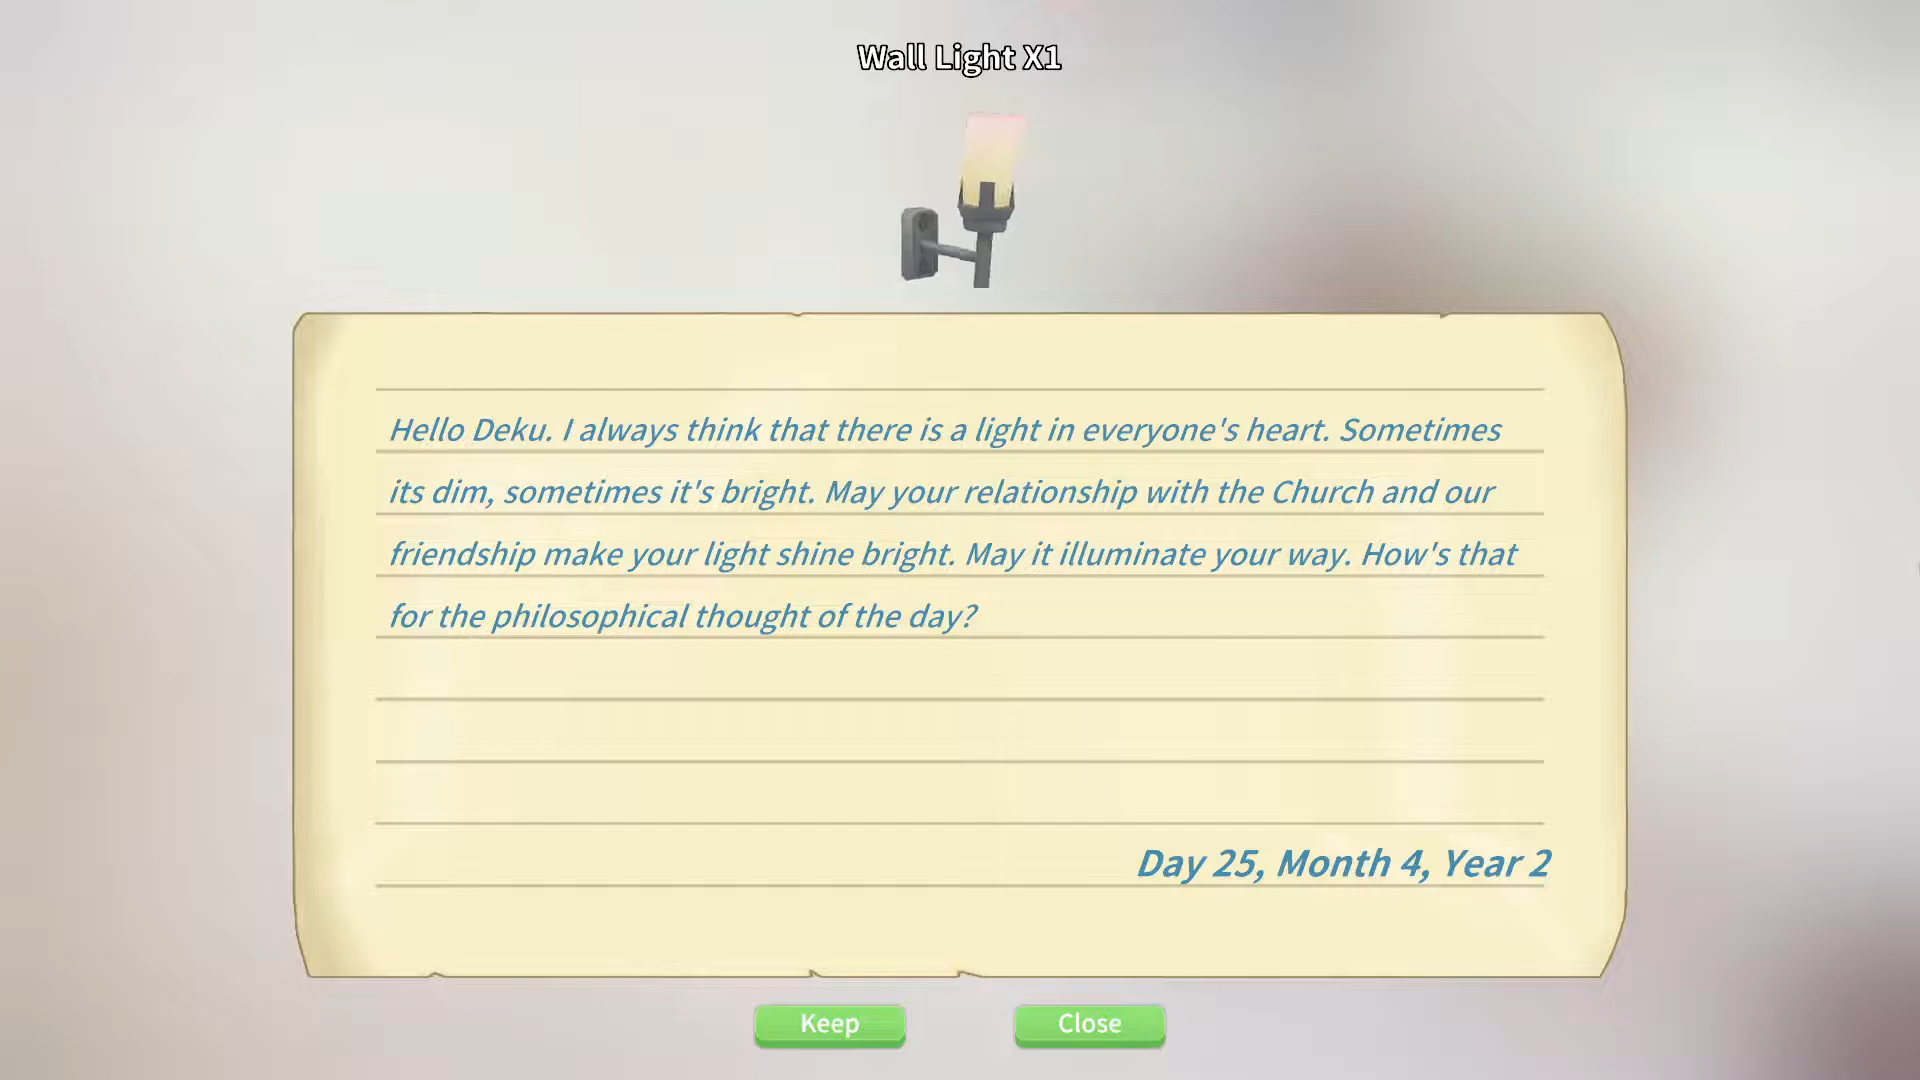 Wall Light X1
Hello Deku. I always think that there is a light in everyone's heart. Sometimes
its dim, sometimes it's bright. May your relationship with the Church and our
friendship make your light shine bright. May it illuminate your way. How's that
for the philosophical thought of the day?
Day 25, Month 4, Year 2
Keep
Close